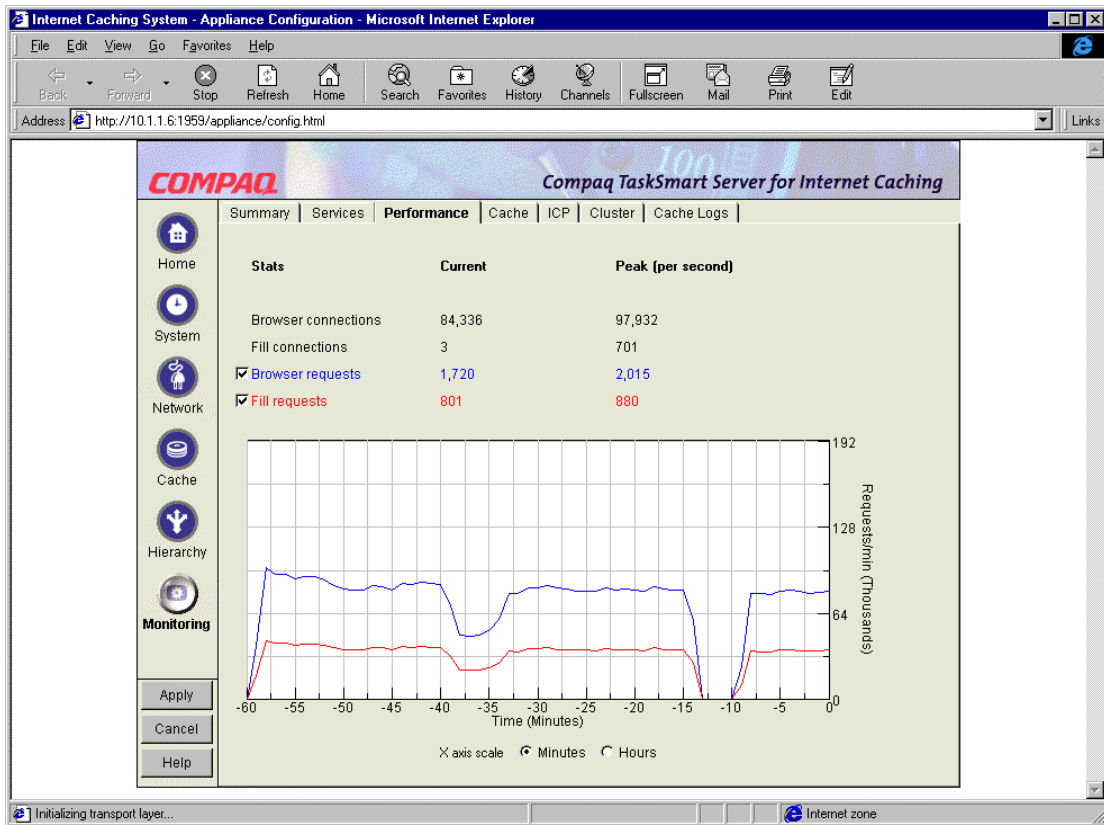 Internet Caching System - Appliance Configuration - Microsoft Internet Explorer
File Edit View Go Favorites Help
Back Forward Stop Refresh Home Search Favorites History Channels Fullscreen Mail Print Edit
Address http://10.1.1.6:1959/appliance/config.html Links
100
COMPAQ Compaq TaskSmart Server for Internet Caching
Summary Services Performance Cache ICP Cluster Cache Logs
Home
System
Network
Cache
Hierarchy
Monitoring
Apply
Cancel
Help
Stats Current Peak (per second)
Browser connections 84,336 97,932
Fill connections 3 701
Browser requests 1,720 2,015
Fill requests 801 880
192
128
64
0
Requests/min (Thousands)
-60 -55 -50 -45 -40 -35 -30 -25 -20 -15 -10 -5 0
Time (Minutes)
X axis scale Minutes Hours
Initializing transport layer... Internet zone